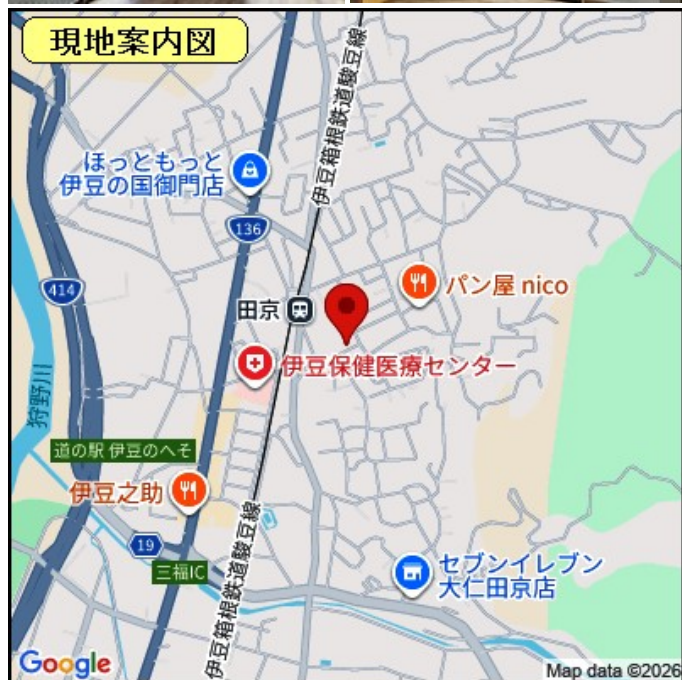 現地案内図
伊豆箱根鉄道駿豆線
ほっともっと
伊豆の国御門店
136
414
パン屋 nico
田京
伊豆保健医療センター
狩野川
道の駅 伊豆のへそ
伊豆之助
19
三福IC
伊豆箱根鉄道駿豆線
セブンイレブン
大仁田京店
Google
Map data ©2026